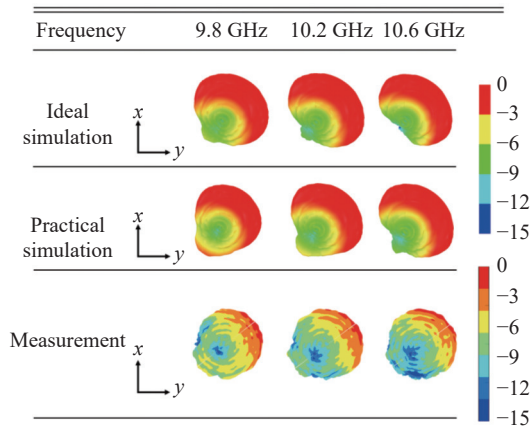 Frequency 9.8 GHz 10.2 GHz 10.6 GHz
Ideal
simulation
x
y
Practical
simulation
x
y
Measurement
x
y
0
−3
−6
−9
−12
−15
0
−3
−6
−9
−12
−15